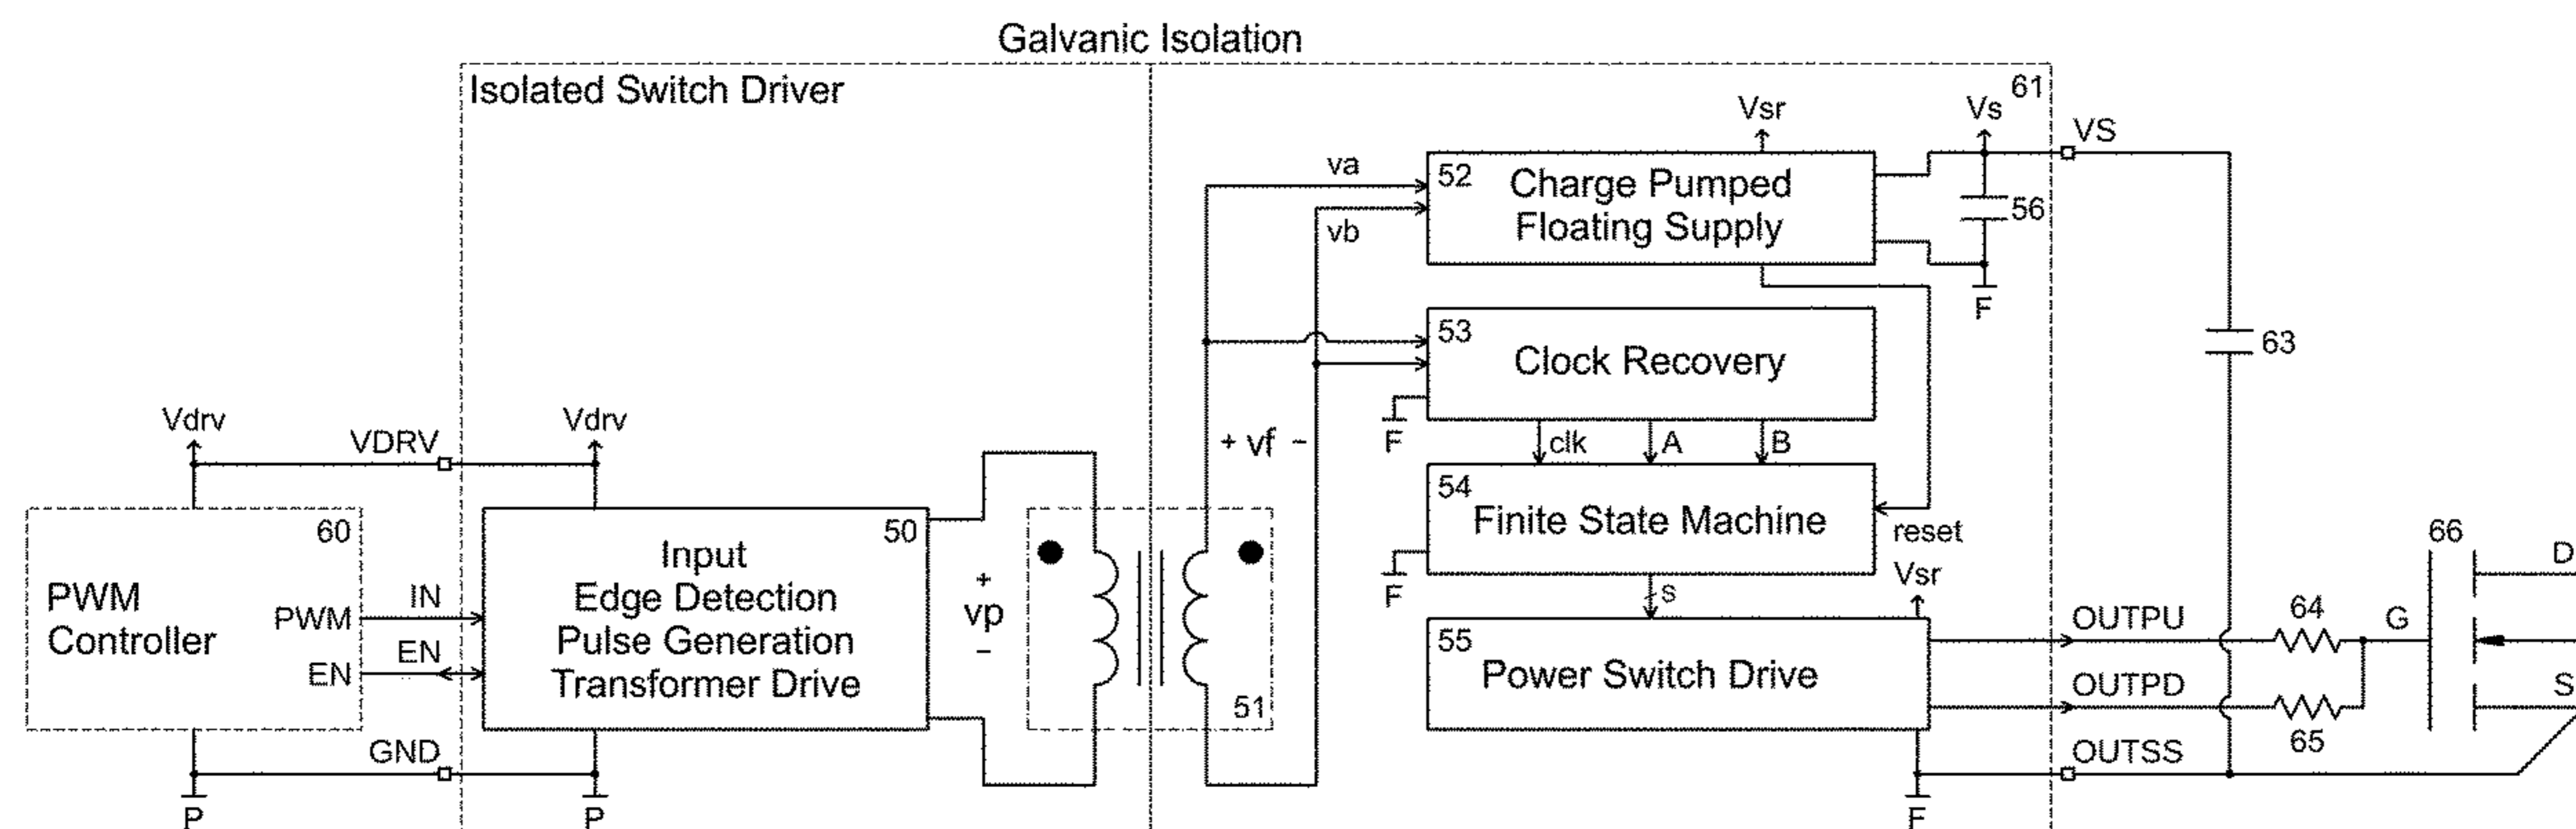 Galvanic Isolation
Isolated Switch Driver
61
Vsr
Vs
VS
va
vb
52
Charge Pumped
Floating Supply
56
F
53
Clock Recovery
63
F
+ vf −
clk
A
B
Vdrv
VDRV
Vdrv
54
Finite State Machine
reset
F
s
Vsr
60
PWM
Controller
PWM
EN
IN
EN
50
Input
Edge Detection
Pulse Generation
Transformer Drive
+
vp
−
51
55
Power Switch Drive
OUTPU
64
G
66
D
OUTPD
65
S
GND
OUTSS
P
P
F